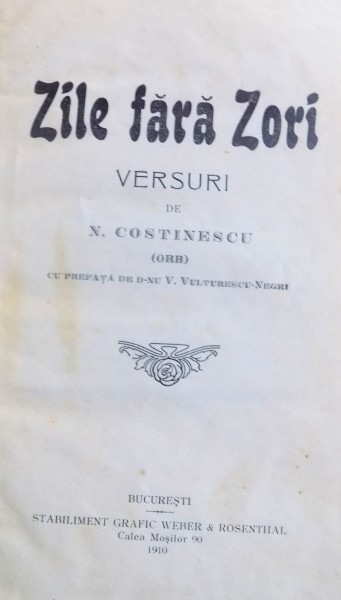 Zile fără Zori
VERSURI
DE
N. COSTINESCU
(ORB)
CU PREFAȚĂ DE D-NU V. VULTURESCU-NEGRI
BUCUREȘTI
STABILIMENT GRAFIC WEBER & ROSENTHAL
Calea Moșilor 90
1910